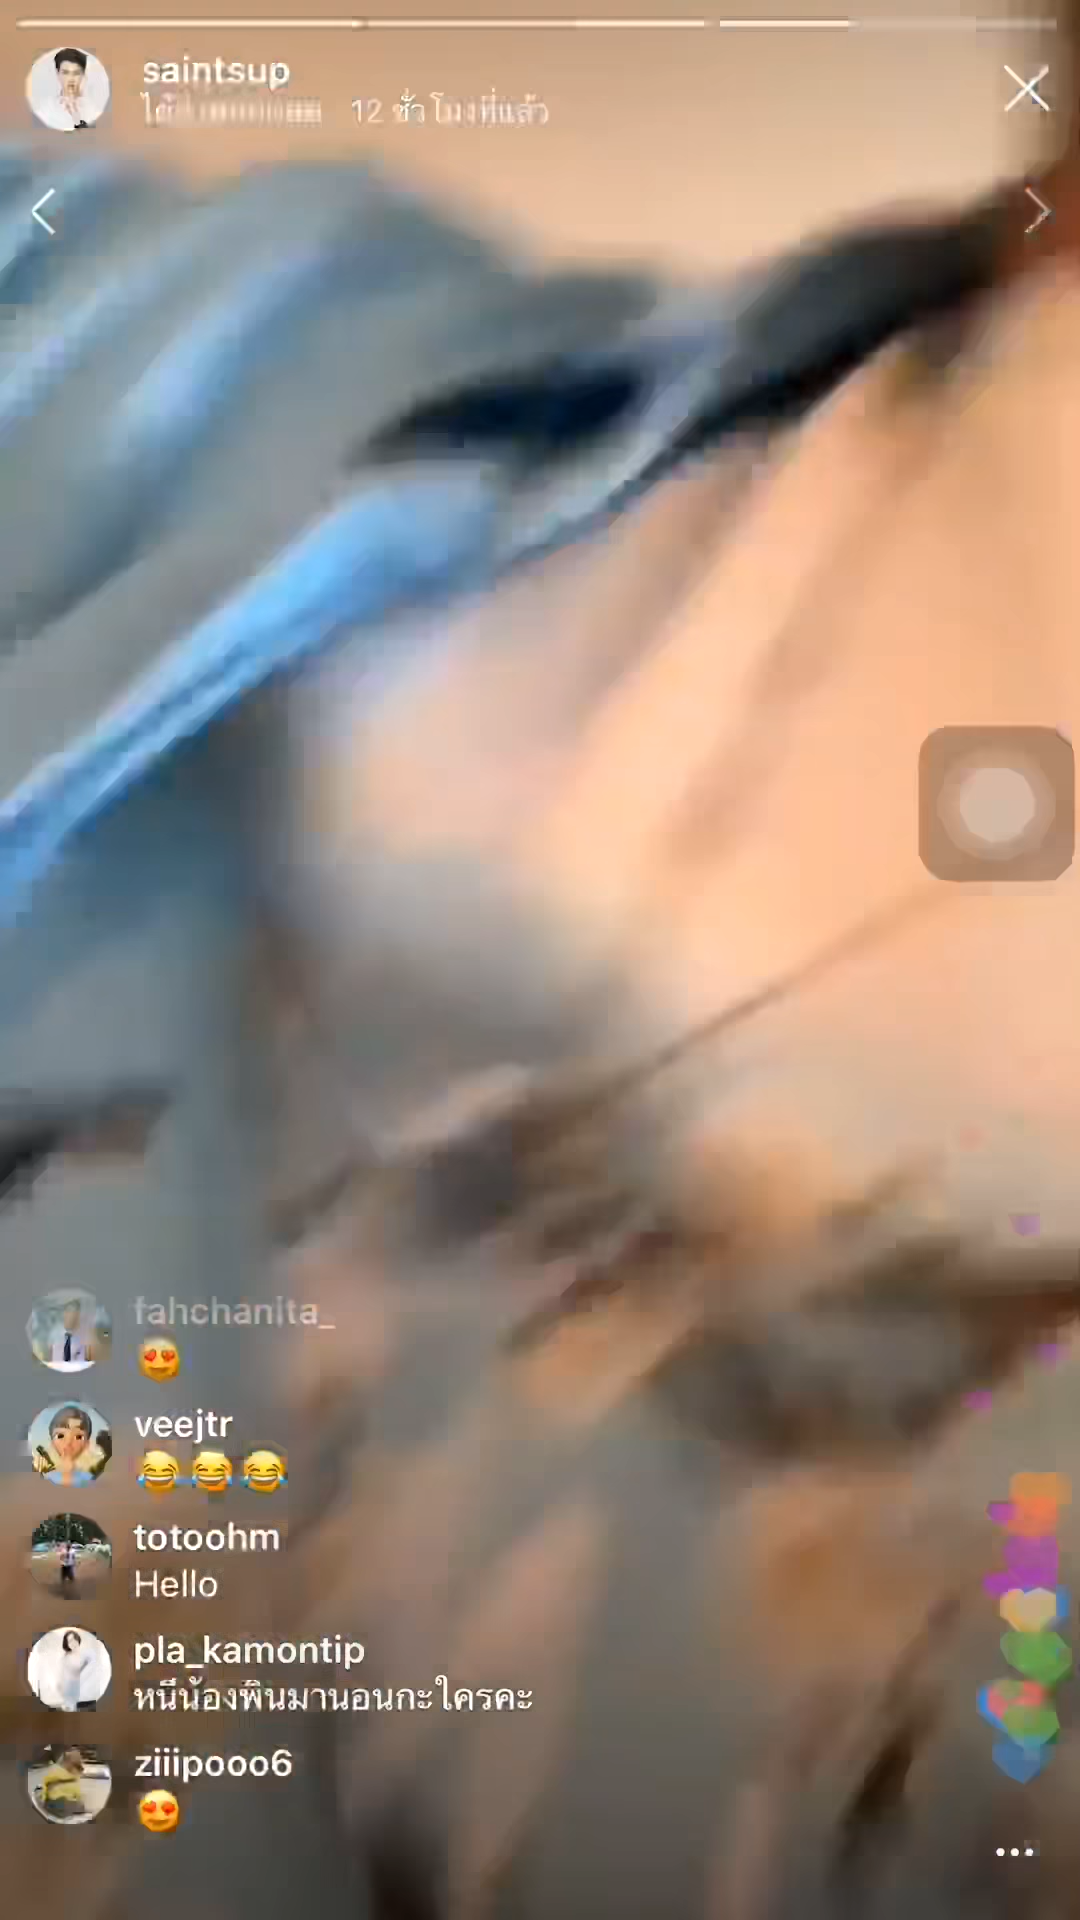 saintsup
12 ชั่วโมงที่แล้ว
fahchanita_
😍
veejtr
😂😂😂
totoohm
Hello
pla_kamontip
หนีน้องพินมานอนกะใครคะ
ziiipooo6
😍